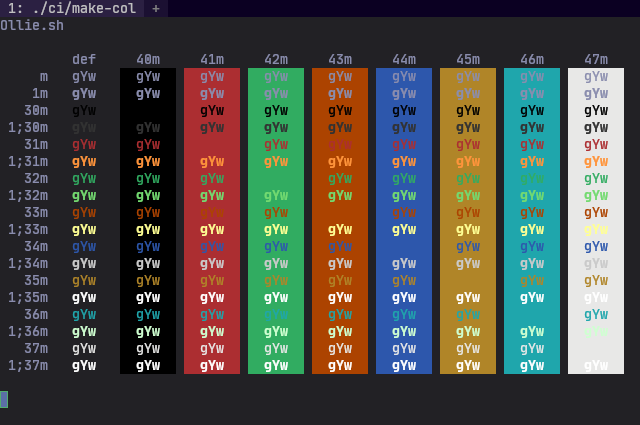 1: ./ci/make-col +
Ollie.sh
def 40m 41m 42m 43m 44m 45m 46m 47m
m gYw gYw gYw gYw gYw gYw gYw gYw gYw
1m gYw gYw gYw gYw gYw gYw gYw gYw gYw
30m gYw gYw gYw gYw gYw gYw gYw gYw
1;30m gYw gYw gYw gYw gYw gYw gYw gYw gYw
31m gYw gYw gYw gYw gYw gYw gYw gYw
1;31m gYw gYw gYw gYw gYw gYw gYw gYw gYw
32m gYw gYw gYw gYw gYw gYw gYw gYw
1;32m gYw gYw gYw gYw gYw gYw gYw gYw gYw
33m gYw gYw gYw gYw gYw gYw gYw gYw
1;33m gYw gYw gYw gYw gYw gYw gYw gYw gYw
34m gYw gYw gYw gYw gYw gYw gYw gYw
1;34m gYw gYw gYw gYw gYw gYw gYw gYw gYw
35m gYw gYw gYw gYw gYw gYw gYw gYw
1;35m gYw gYw gYw gYw gYw gYw gYw gYw gYw
36m gYw gYw gYw gYw gYw gYw gYw gYw
1;36m gYw gYw gYw gYw gYw gYw gYw gYw gYw
37m gYw gYw gYw gYw gYw gYw gYw gYw
1;37m gYw gYw gYw gYw gYw gYw gYw gYw gYw